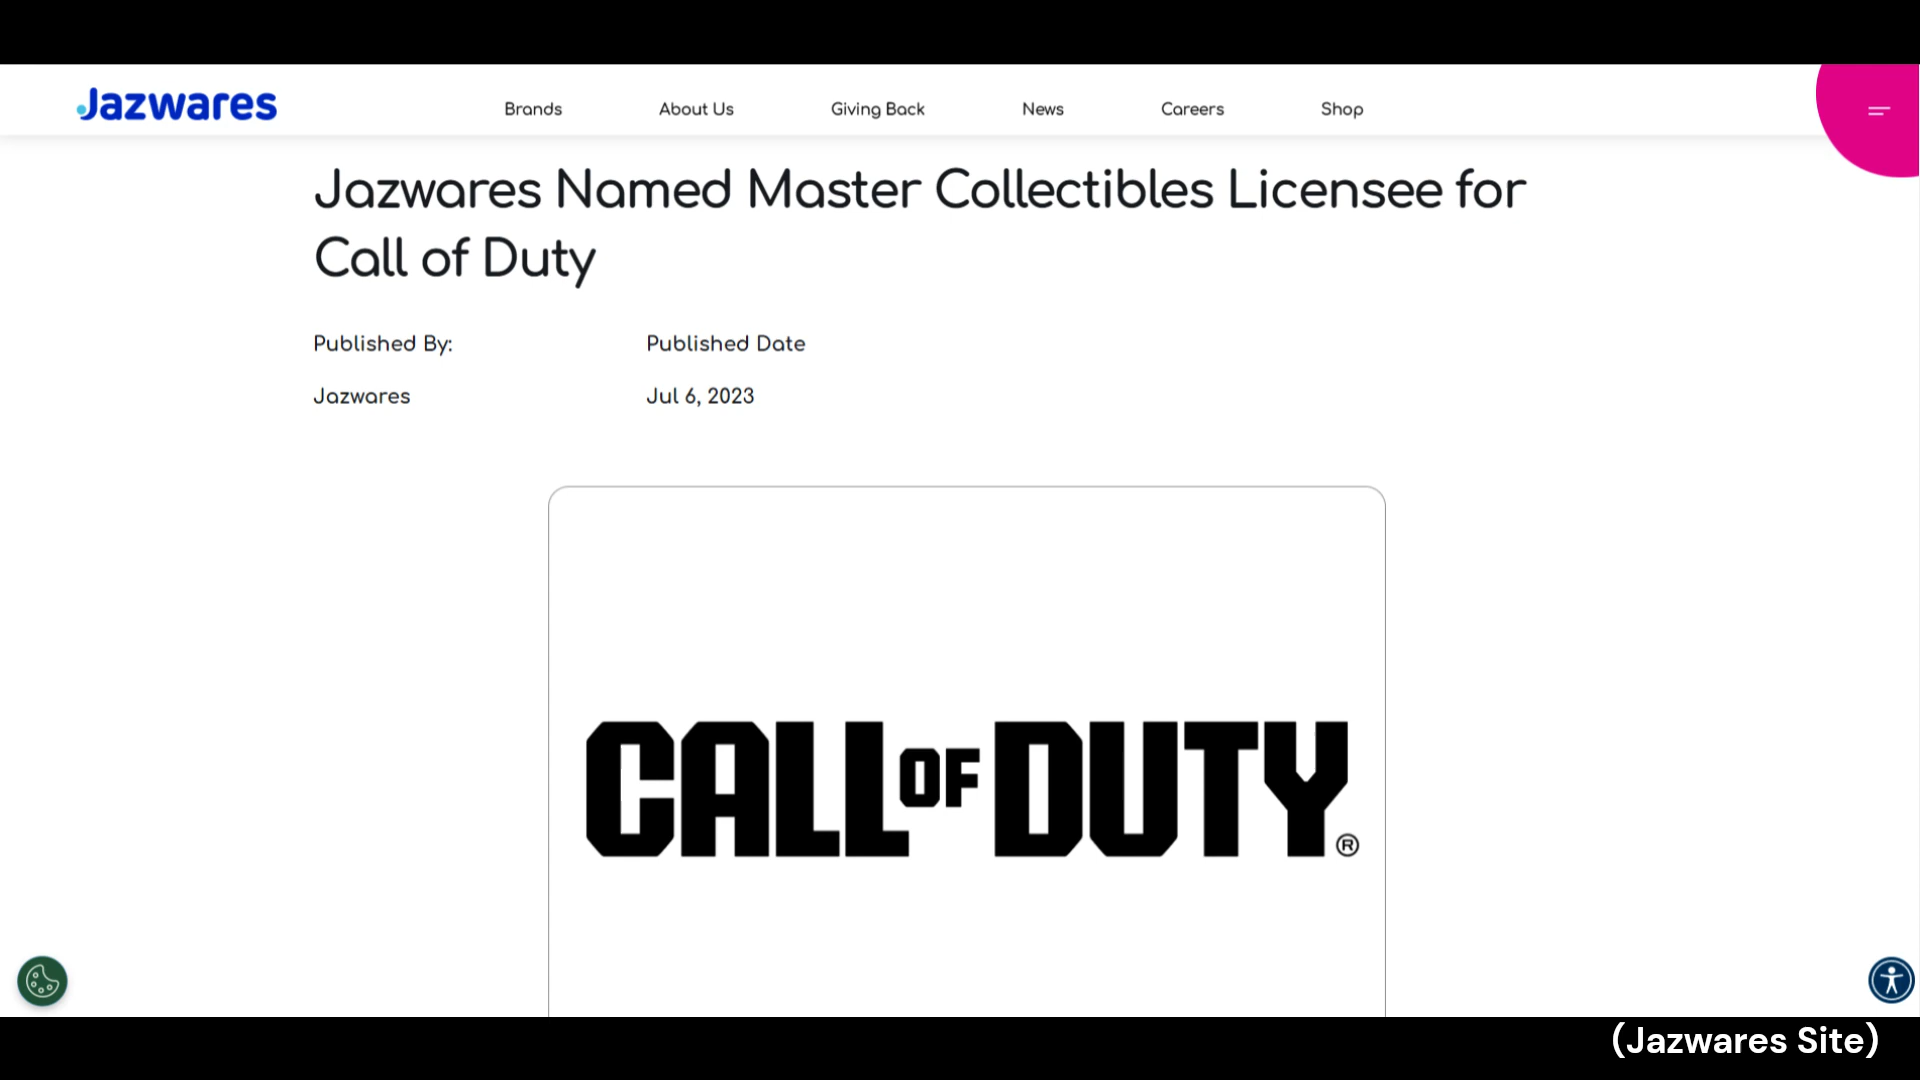 Jazwares
Brands About Us Giving Back News Careers Shop
Jazwares Named Master Collectibles Licensee for
Call of Duty
Published By: Published Date
Jazwares Jul 6, 2023
CALL OF DUTY®
(Jazwares Site)